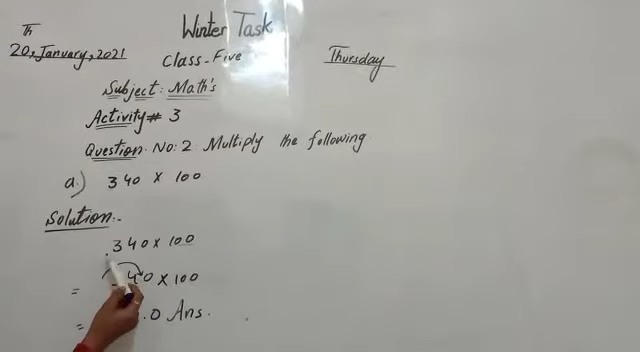 Winter Task
Th
20, January, 2021
Class-Five
Thursday
Subject: Math's
Activity# 3
Question. No: 2. Multiply the following
a.) 340 x 100
Solution:-
.340 x 100
= 40 x 100
= .0 Ans.